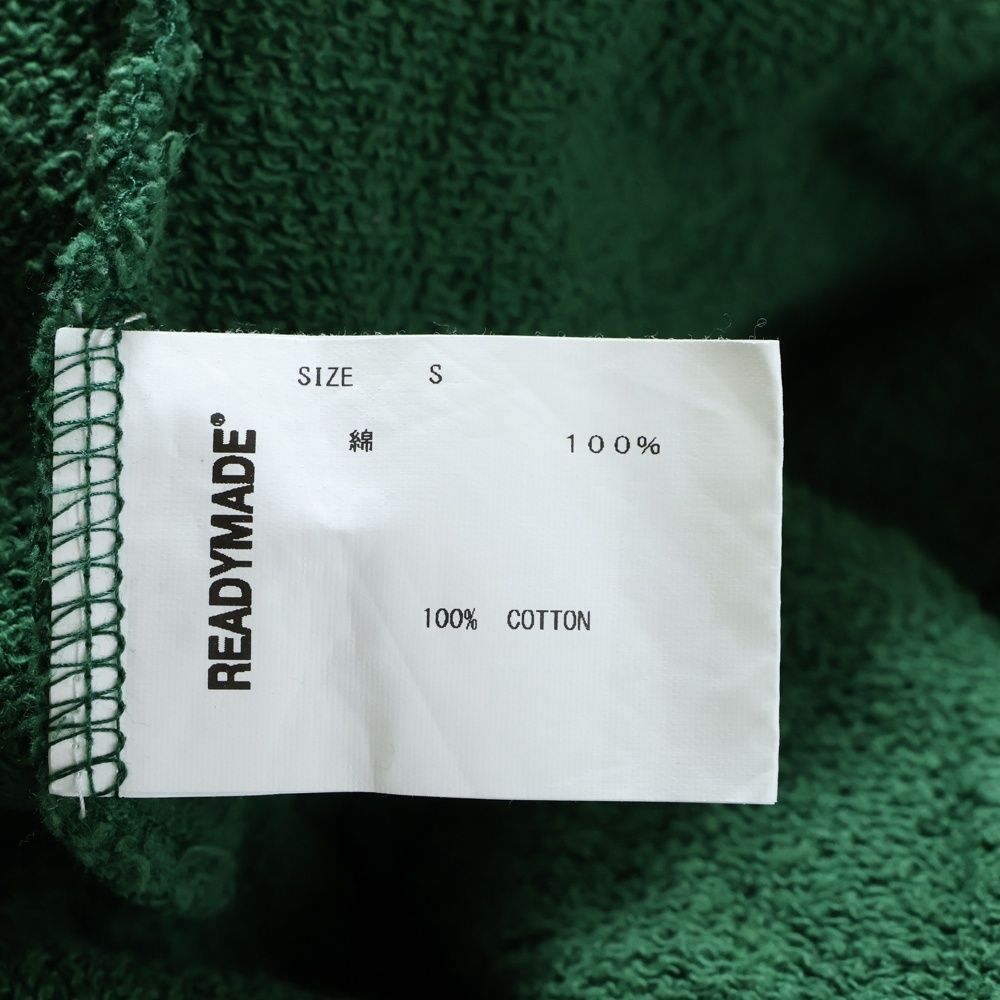 SIZE S
綿 １００％
100% COTTON
READYMADE®